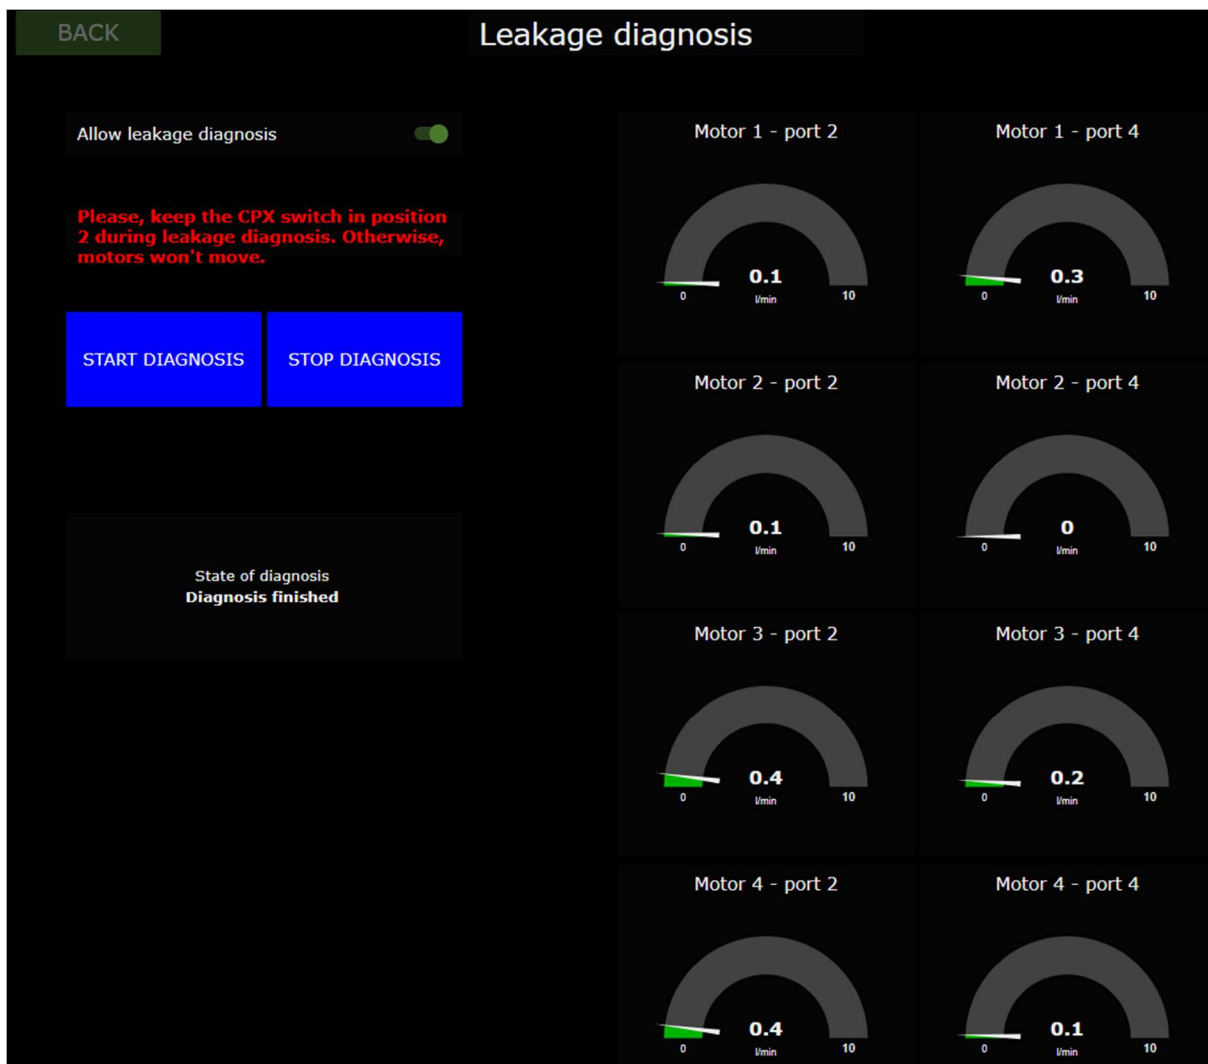 BACK
Leakage diagnosis
Allow leakage diagnosis
Please, keep the CPX switch in position
2 during leakage diagnosis. Otherwise,
motors won't move.
START DIAGNOSIS
STOP DIAGNOSIS
State of diagnosis
Diagnosis finished
Motor 1 - port 2
0.1
l/min
0
10
Motor 1 - port 4
0.3
l/min
0
10
Motor 2 - port 2
0.1
l/min
0
10
Motor 2 - port 4
0
l/min
0
10
Motor 3 - port 2
0.4
l/min
0
10
Motor 3 - port 4
0.2
l/min
0
10
Motor 4 - port 2
0.4
l/min
0
10
Motor 4 - port 4
0.1
l/min
0
10